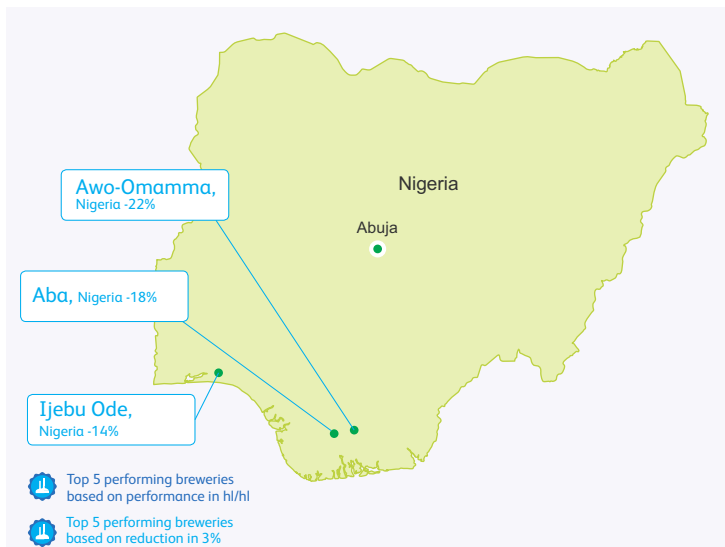 Nigeria
Abuja
Awo-Omamma,
Nigeria -22%
Aba, Nigeria -18%
Ijebu Ode,
Nigeria -14%
Top 5 performing breweries
based on performance in hl/hl
Top 5 performing breweries
based on reduction in 3%